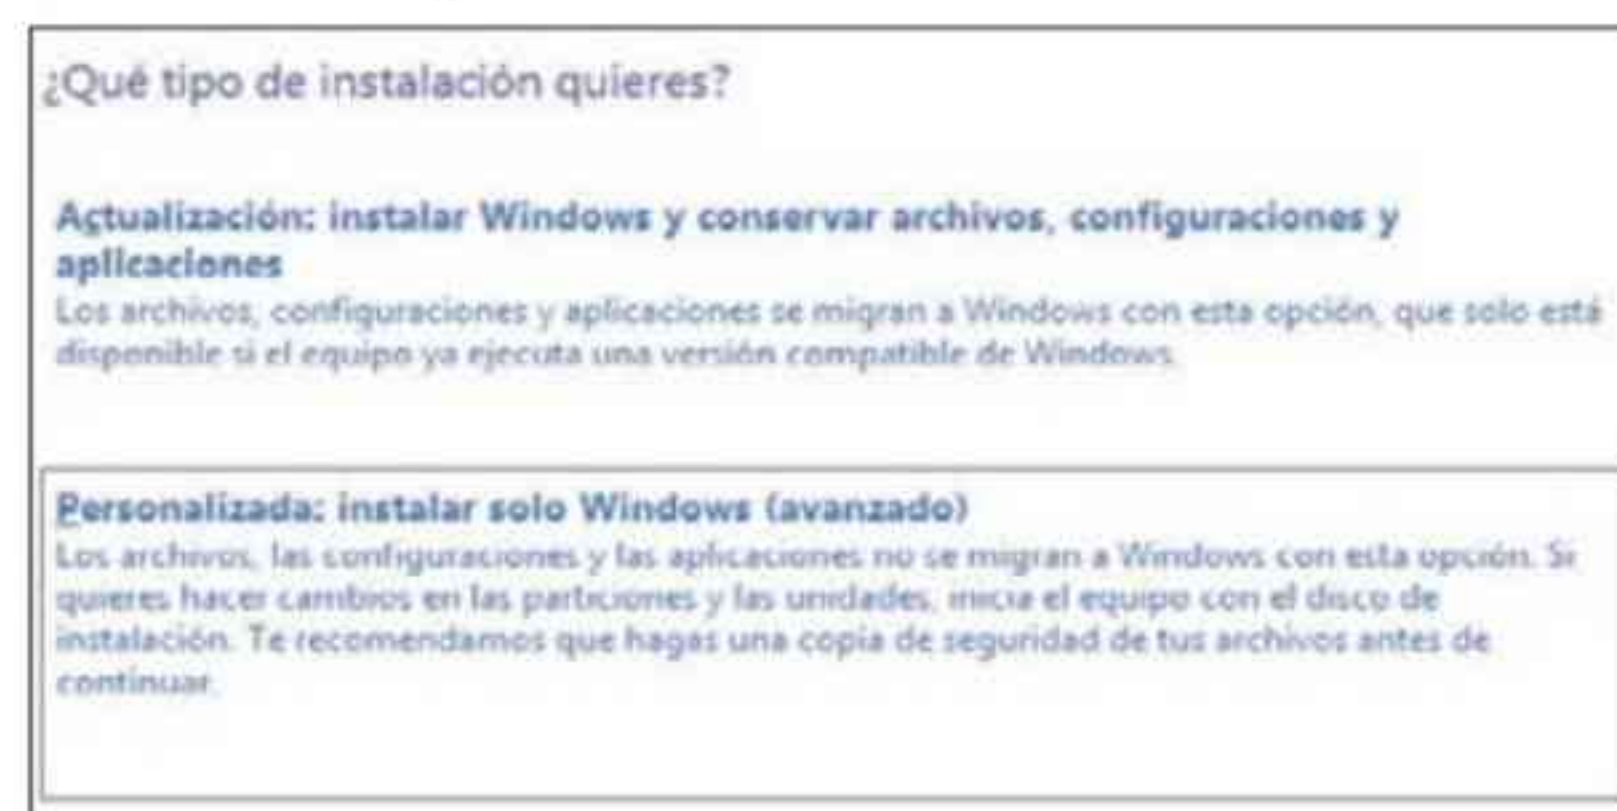 ¿Qué tipo de instalación quieres?
Actualización: instalar Windows y conservar archivos, configuraciones y
aplicaciones
Los archivos, configuraciones y aplicaciones se migran a Windows con esta opción, que solo está
disponible si el equipo ya ejecuta una versión compatible de Windows.
Personalizada: instalar solo Windows (avanzado)
Los archivos, las configuraciones y las aplicaciones no se migran a Windows con esta opción. Si
quieres hacer cambios en las particiones y las unidades, inicia el equipo con el disco de
instalación. Te recomendamos que hagas una copia de seguridad de tus archivos antes de
continuar.